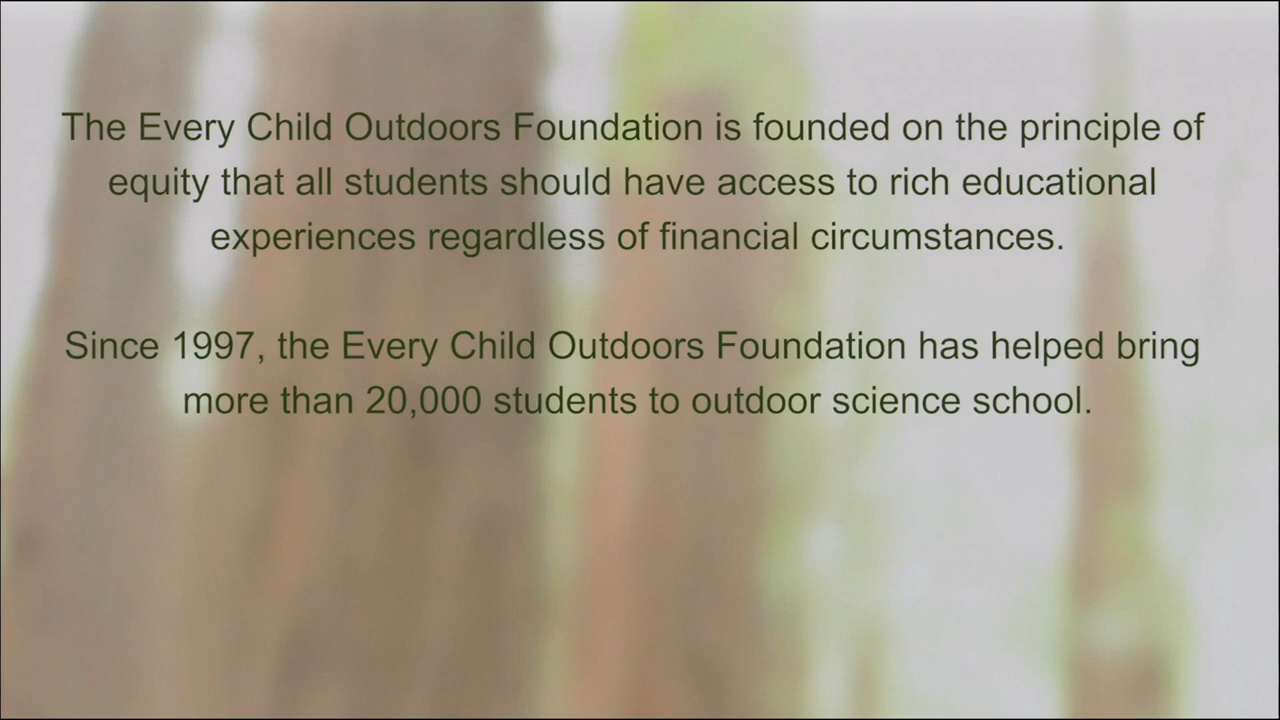 The Every Child Outdoors Foundation is founded on the principle of
equity that all students should have access to rich educational
experiences regardless of financial circumstances.
Since 1997, the Every Child Outdoors Foundation has helped bring
more than 20,000 students to outdoor science school.